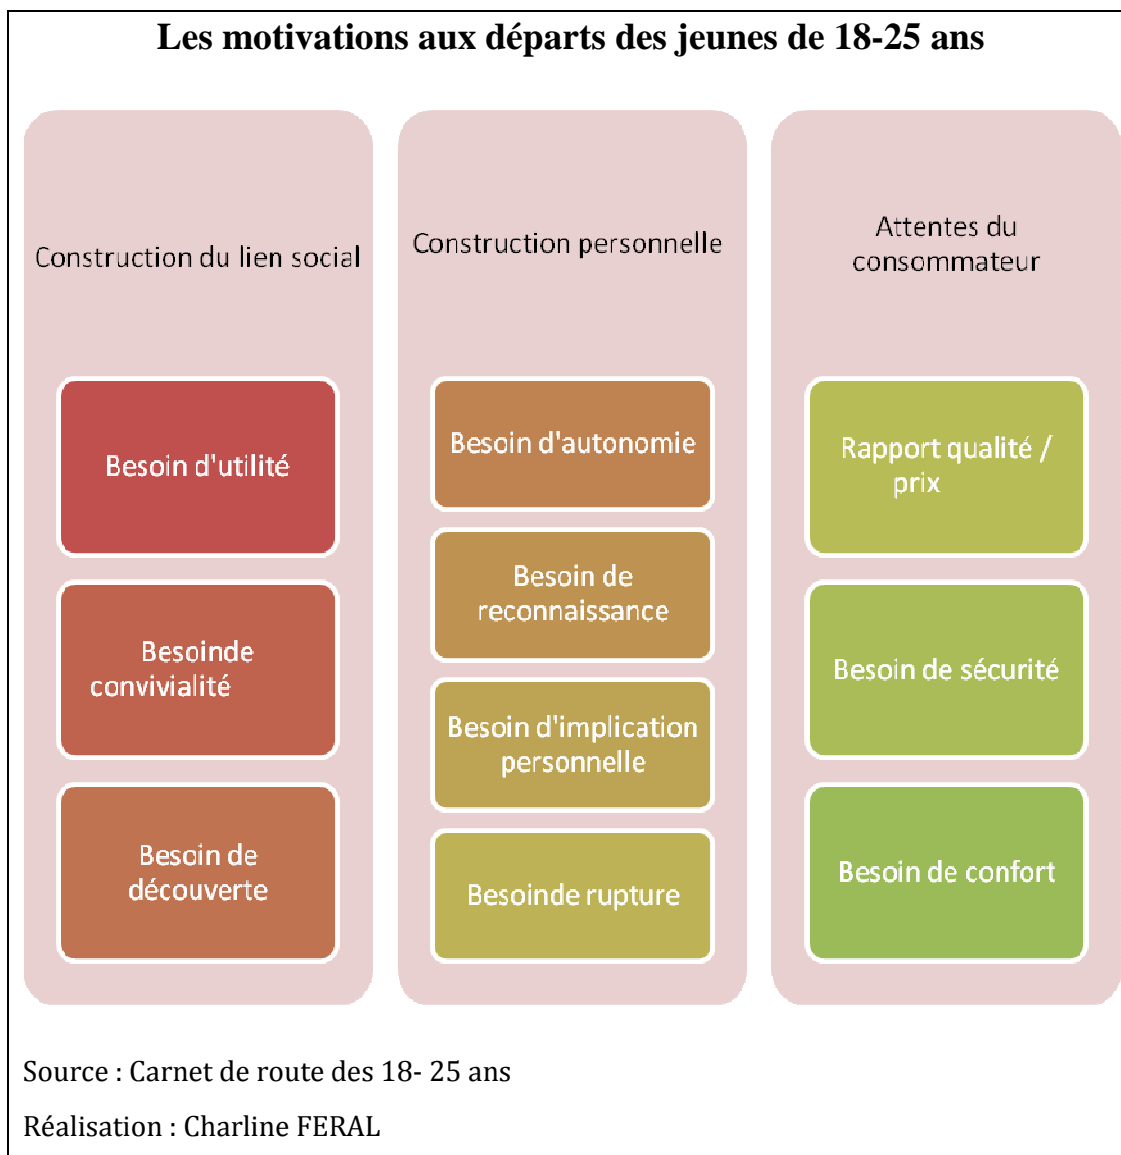 Les motivations aux départs des jeunes de 18-25 ans
Construction du lien social
Besoin d'utilité
Besoinde
convivialité
Besoin de
découverte
Construction personnelle
Besoin d'autonomie
Besoin de
reconnaissance
Besoin d'implication
personnelle
Besoinde rupture
Attentes du
consommateur
Rapport qualité /
prix
Besoin de sécurité
Besoin de confort
Source : Carnet de route des 18- 25 ans
Réalisation : Charline FERAL